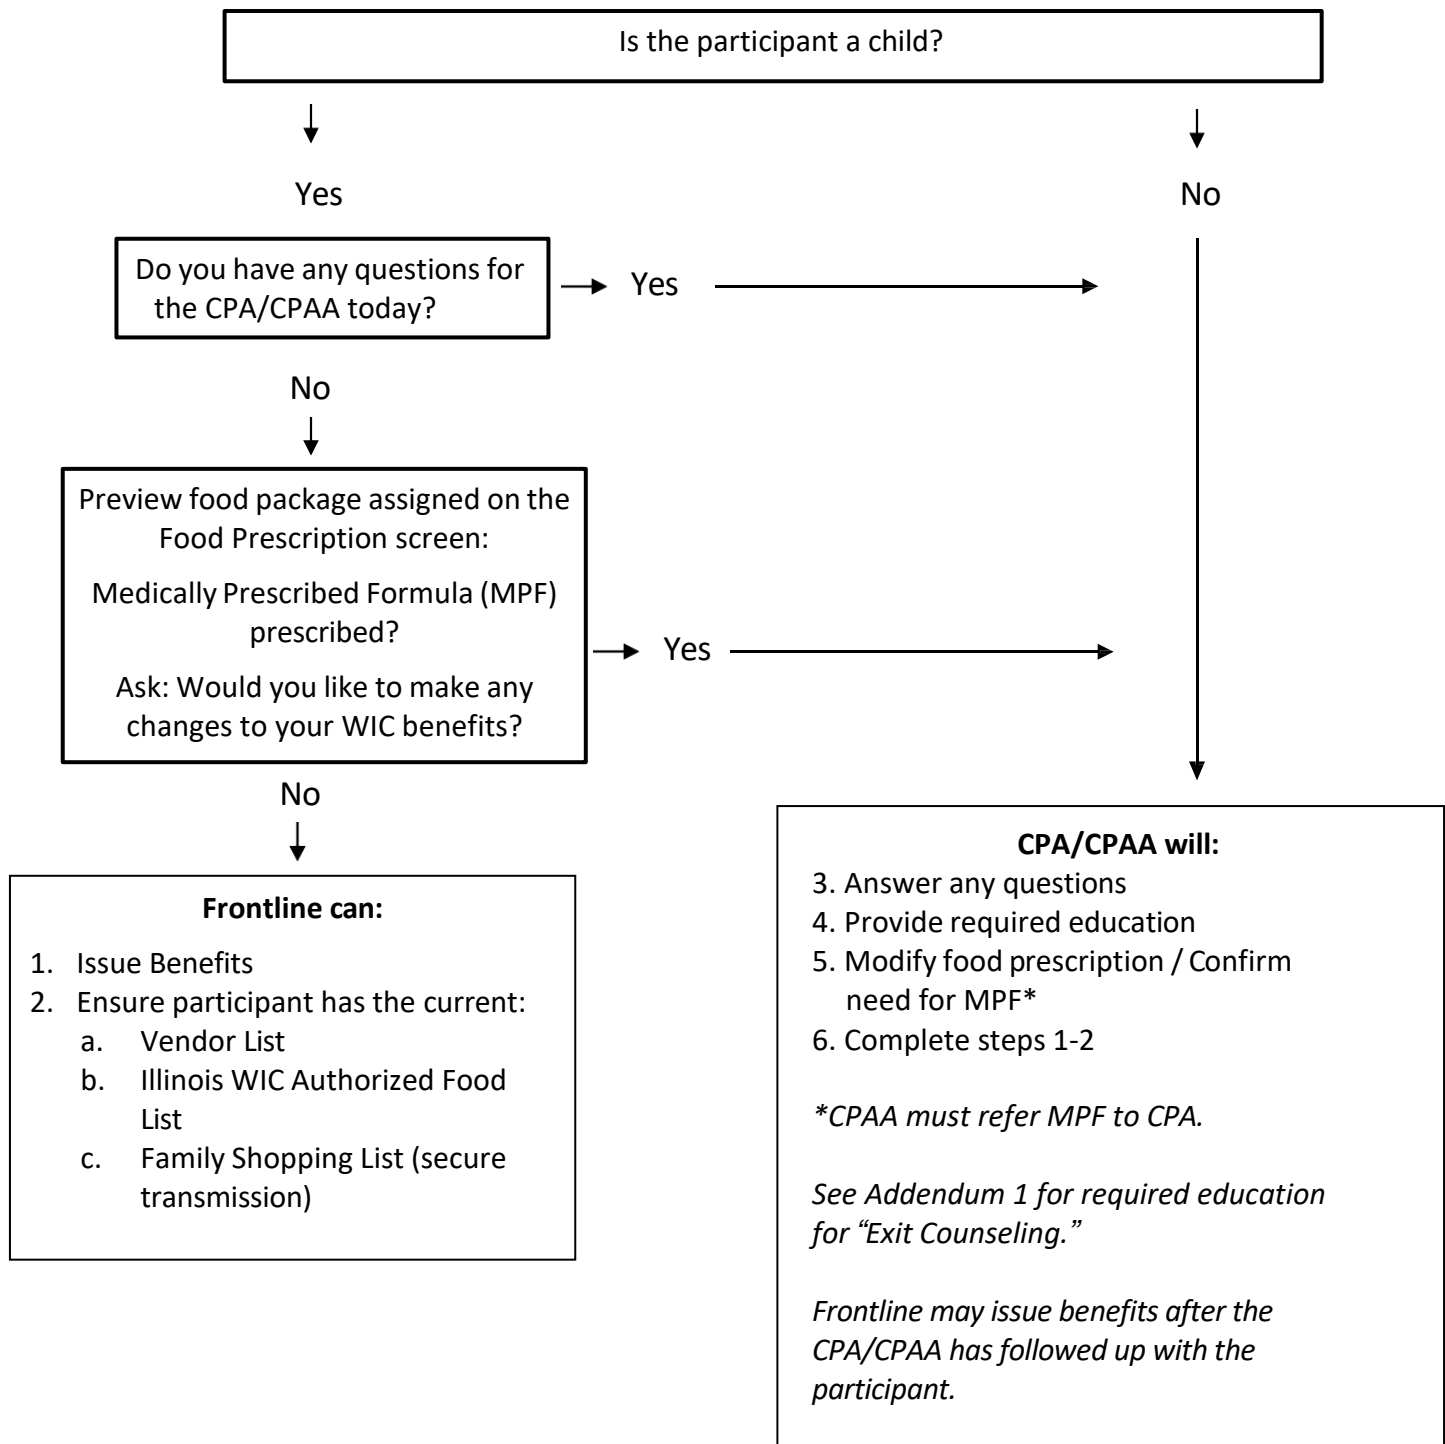 Is the participant a child?
Yes
No
Do you have any questions for
the CPA/CPAA today?
Yes
No
Preview food package assigned on the
Food Prescription screen:
Medically Prescribed Formula (MPF)
prescribed?
Ask: Would you like to make any
changes to your WIC benefits?
Yes
No
Frontline can:
1. Issue Benefits
2. Ensure participant has the current:
a. Vendor List
b. Illinois WIC Authorized Food
List
c. Family Shopping List (secure
transmission)
CPA/CPAA will:
3. Answer any questions
4. Provide required education
5. Modify food prescription / Confirm
need for MPF*
6. Complete steps 1-2
*CPAA must refer MPF to CPA.
See Addendum 1 for required education
for “Exit Counseling.”
Frontline may issue benefits after the
CPA/CPAA has followed up with the
participant.